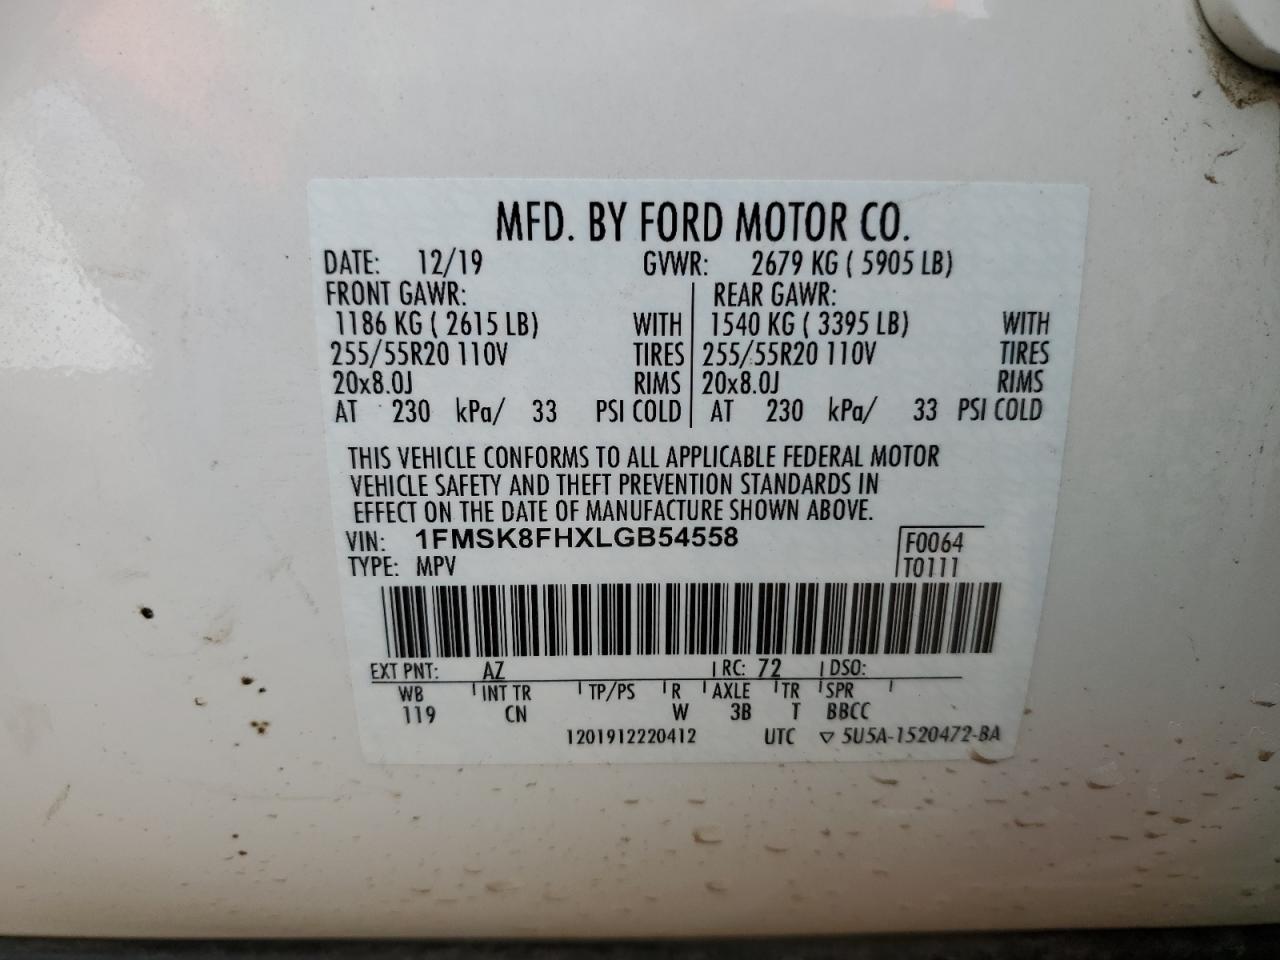 MFD. BY FORD MOTOR CO.
DATE: 12/19 GVWR: 2679 KG ( 5905 LB)
FRONT GAWR: REAR GAWR:
1186 KG ( 2615 LB) WITH 1540 KG ( 3395 LB) WITH
255/55R20 110V TIRES 255/55R20 110V TIRES
20x8.0J RIMS 20x8.0J RIMS
AT 230 kPa/ 33 PSI COLD AT 230 kPa/ 33 PSI COLD
THIS VEHICLE CONFORMS TO ALL APPLICABLE FEDERAL MOTOR
VEHICLE SAFETY AND THEFT PREVENTION STANDARDS IN
EFFECT ON THE DATE OF MANUFACTURE SHOWN ABOVE.
VIN: 1FMSK8FHXLGB54558 F0064
TYPE: MPV T0111
EXT PNT: AZ RC: 72 DSO:
WB INT TR TP/PS R AXLE TR SPR
119 CN W 3B T BBCC
1201912220412 UTC ▽ 5U5A-1520472-BA